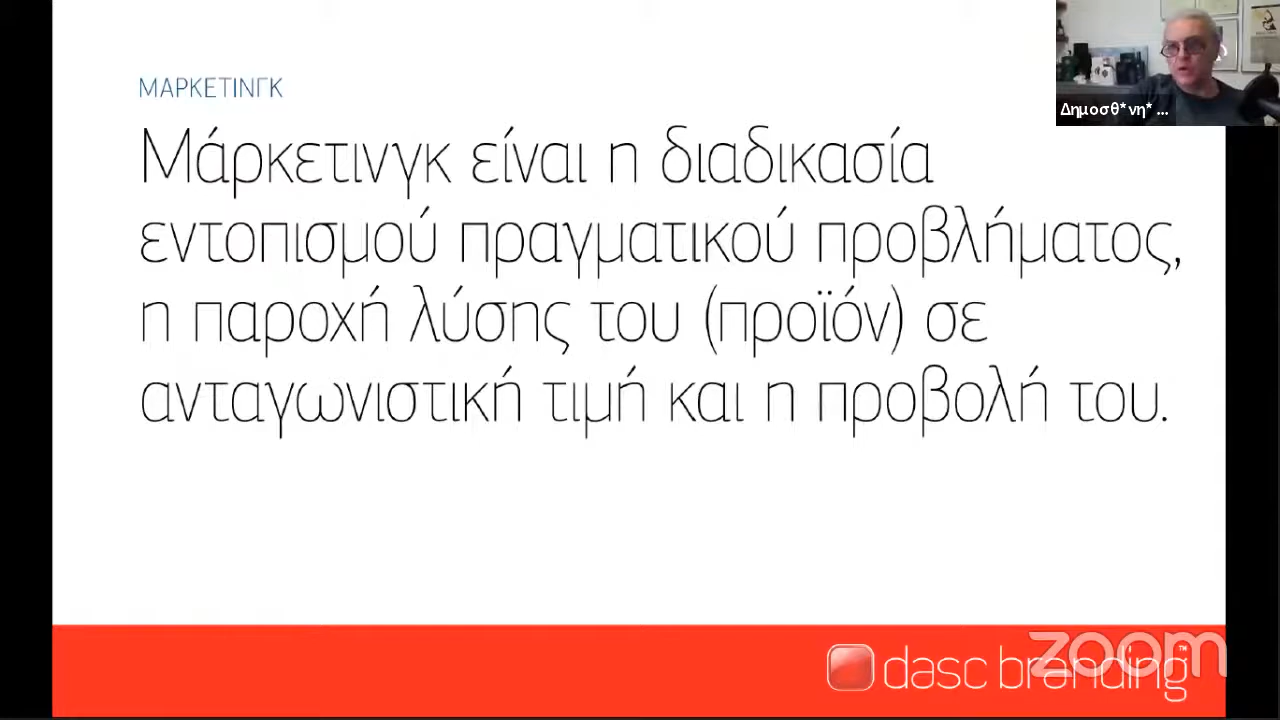 ΜΑΡΚΕΤΙΝΓΚ
Μάρκετινγκ είναι η διαδικασία
εντοπισμού πραγματικού προβλήματος,
η παροχή λύσης του (προϊόν) σε
ανταγωνιστική τιμή και η προβολή του.
Δημοσθ*νη* ...
zoom
dasc branding™